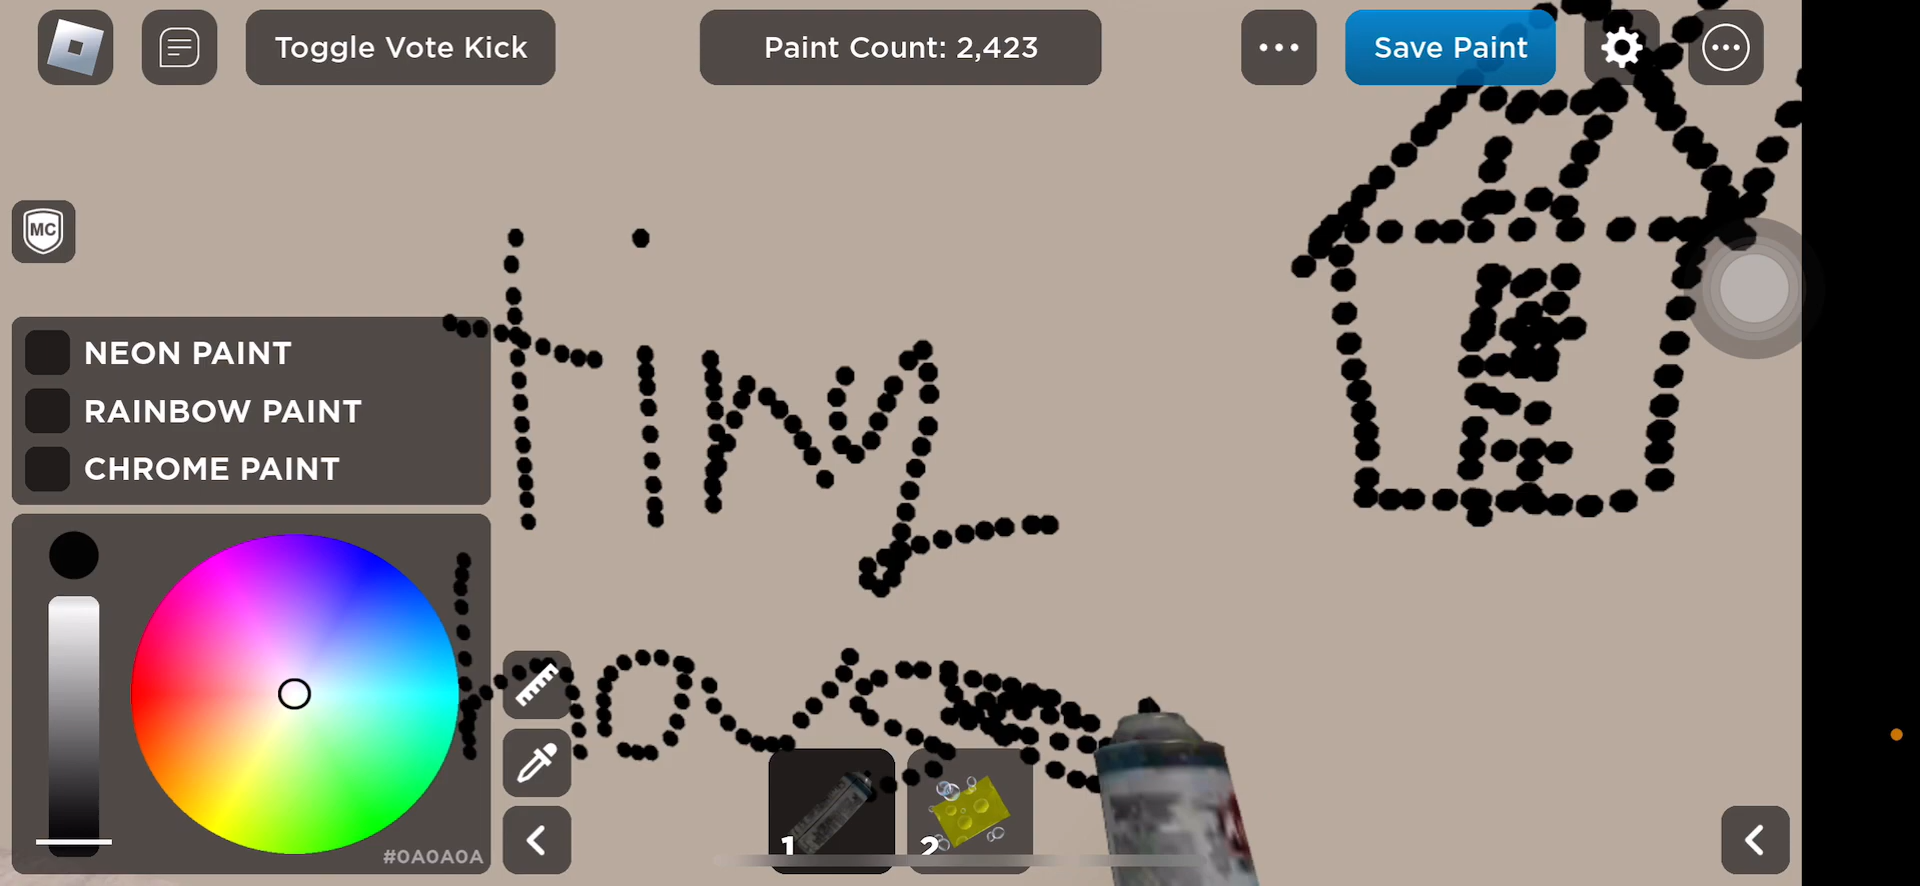 Toggle Vote Kick
Paint Count: 2,423
Save Paint
MC
NEON PAINT
RAINBOW PAINT
CHROME PAINT
#0A0A0A
tiny
house
1
2